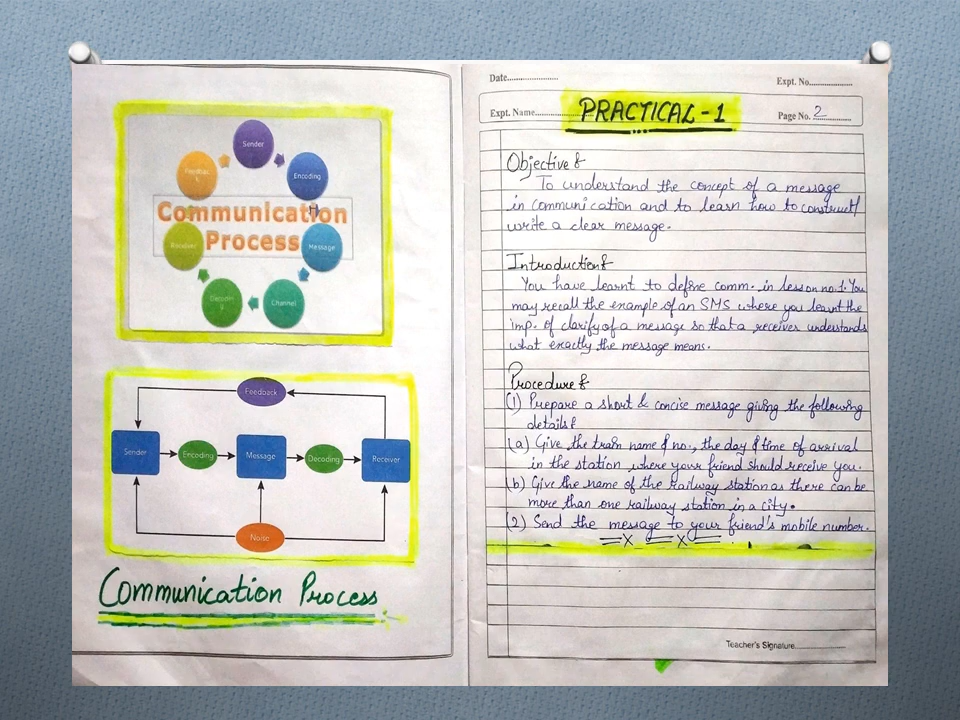 Sender
Encoding
Message
Channel
Decoding
Receiver
Feedback
Communication
Process
Feedback
Sender
Encoding
Message
Decoding
Receiver
Noise
Communication Process
Date
Expt. No.
Expt. Name
PRACTICAL - 1
Page No. 2
Objective:
To understand the concept of a message
in communication and to learn how to construct/
write a clear message.
Introduction:
You have learnt to define comm. in lesson no. 1. You
may recall the example of an SMS where you learnt the
imp. of clarify of a message so that a receiver understands
what exactly the message means.
Procedure:
(1) Prepare a short & concise message giving the following
details:
(a) Give the train name & no., the day & time of arrival
in the station, where your friend should receive you.
(b) Give the name of the railway station as there can be
more than one railway station in a city.
(2) Send the message to your friend's mobile number.
Teacher's Signature